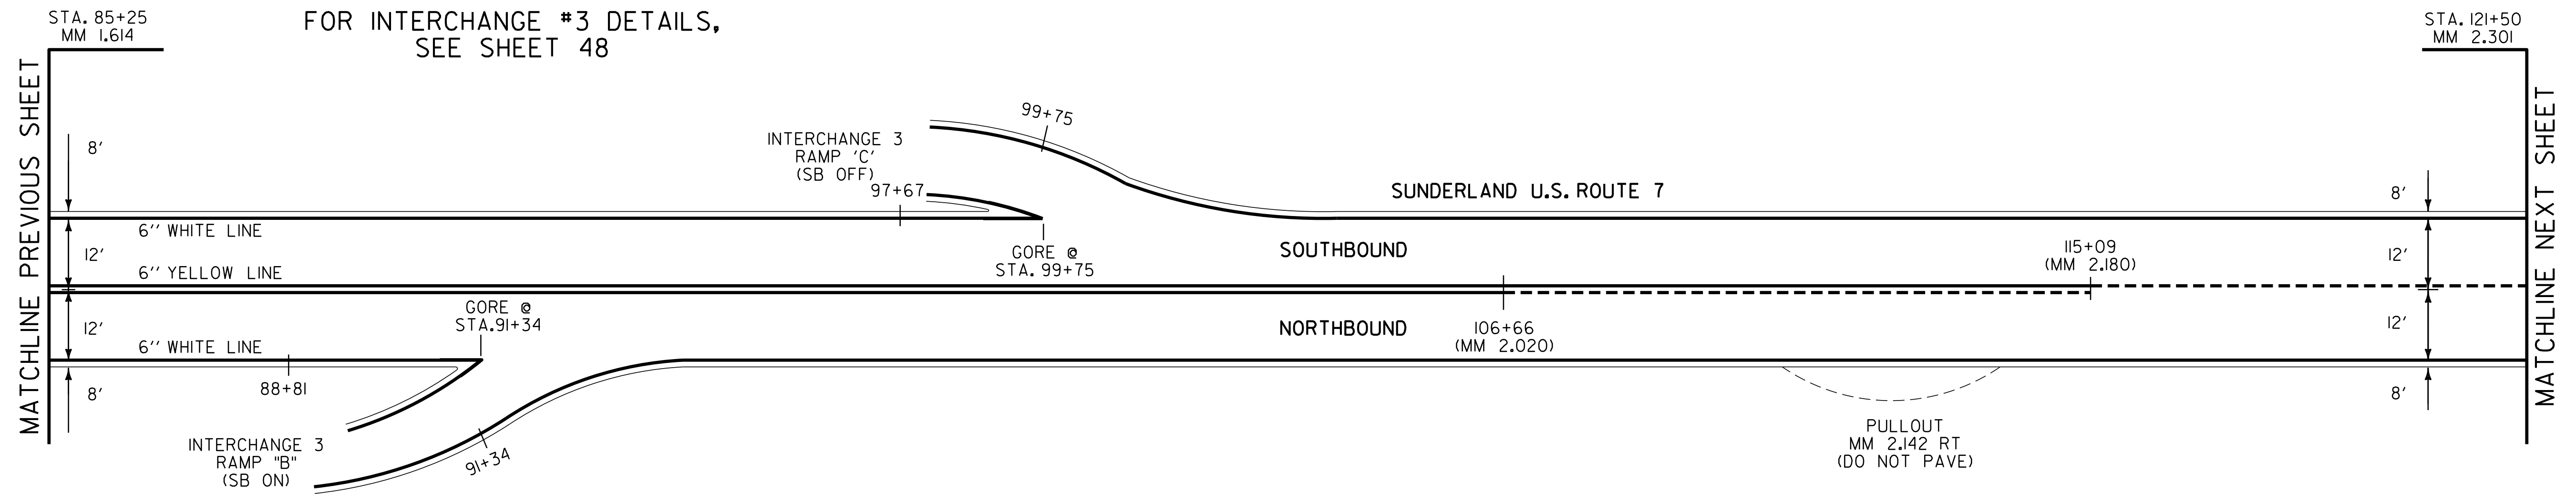 STA. 85+25
MM 1.614
FOR INTERCHANGE #3 DETAILS,
SEE SHEET 48
STA. 121+50
MM 2.301
MATCHLINE PREVIOUS SHEET
MATCHLINE NEXT SHEET
99+75
INTERCHANGE 3
RAMP 'C'
(SB OFF)
97+67
8'
SUNDERLAND U.S. ROUTE 7
8'
6" WHITE LINE
12'
6" YELLOW LINE
GORE @
STA. 99+75
SOUTHBOUND
115+09
(MM 2.180)
12'
GORE @
STA.91+34
12'
6" WHITE LINE
NORTHBOUND
106+66
(MM 2.020)
12'
88+81
8'
8'
INTERCHANGE 3
RAMP "B"
(SB ON)
91+34
PULLOUT
MM 2.142 RT
(DO NOT PAVE)